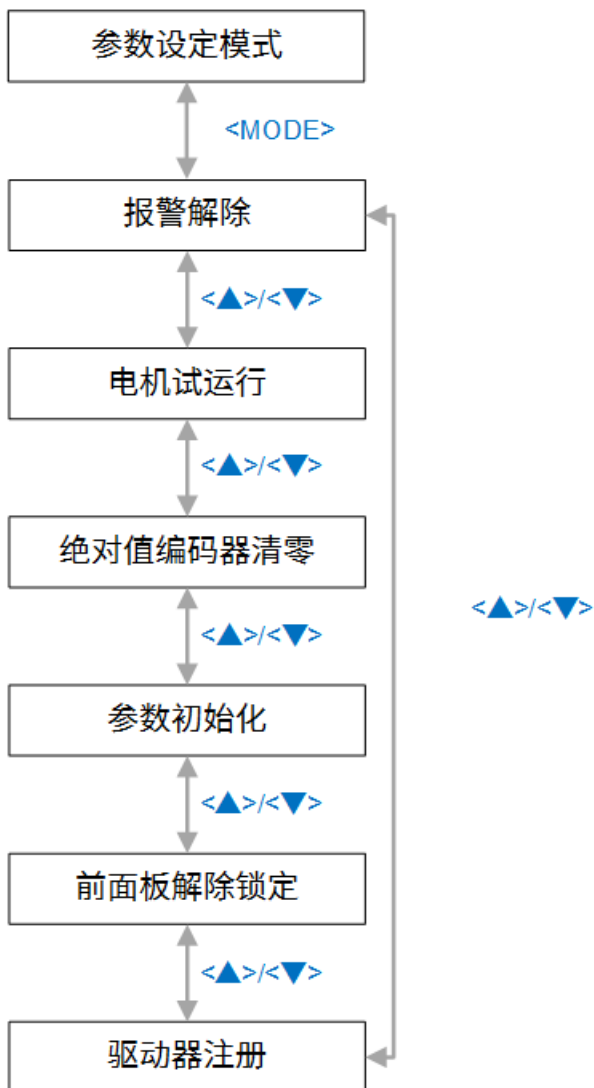 参数设定模式
<MODE>
报警解除
<▲>/<▼>
电机试运行
<▲>/<▼>
绝对值编码器清零
<▲>/<▼>
<▲>/<▼>
参数初始化
<▲>/<▼>
前面板解除锁定
<▲>/<▼>
驱动器注册